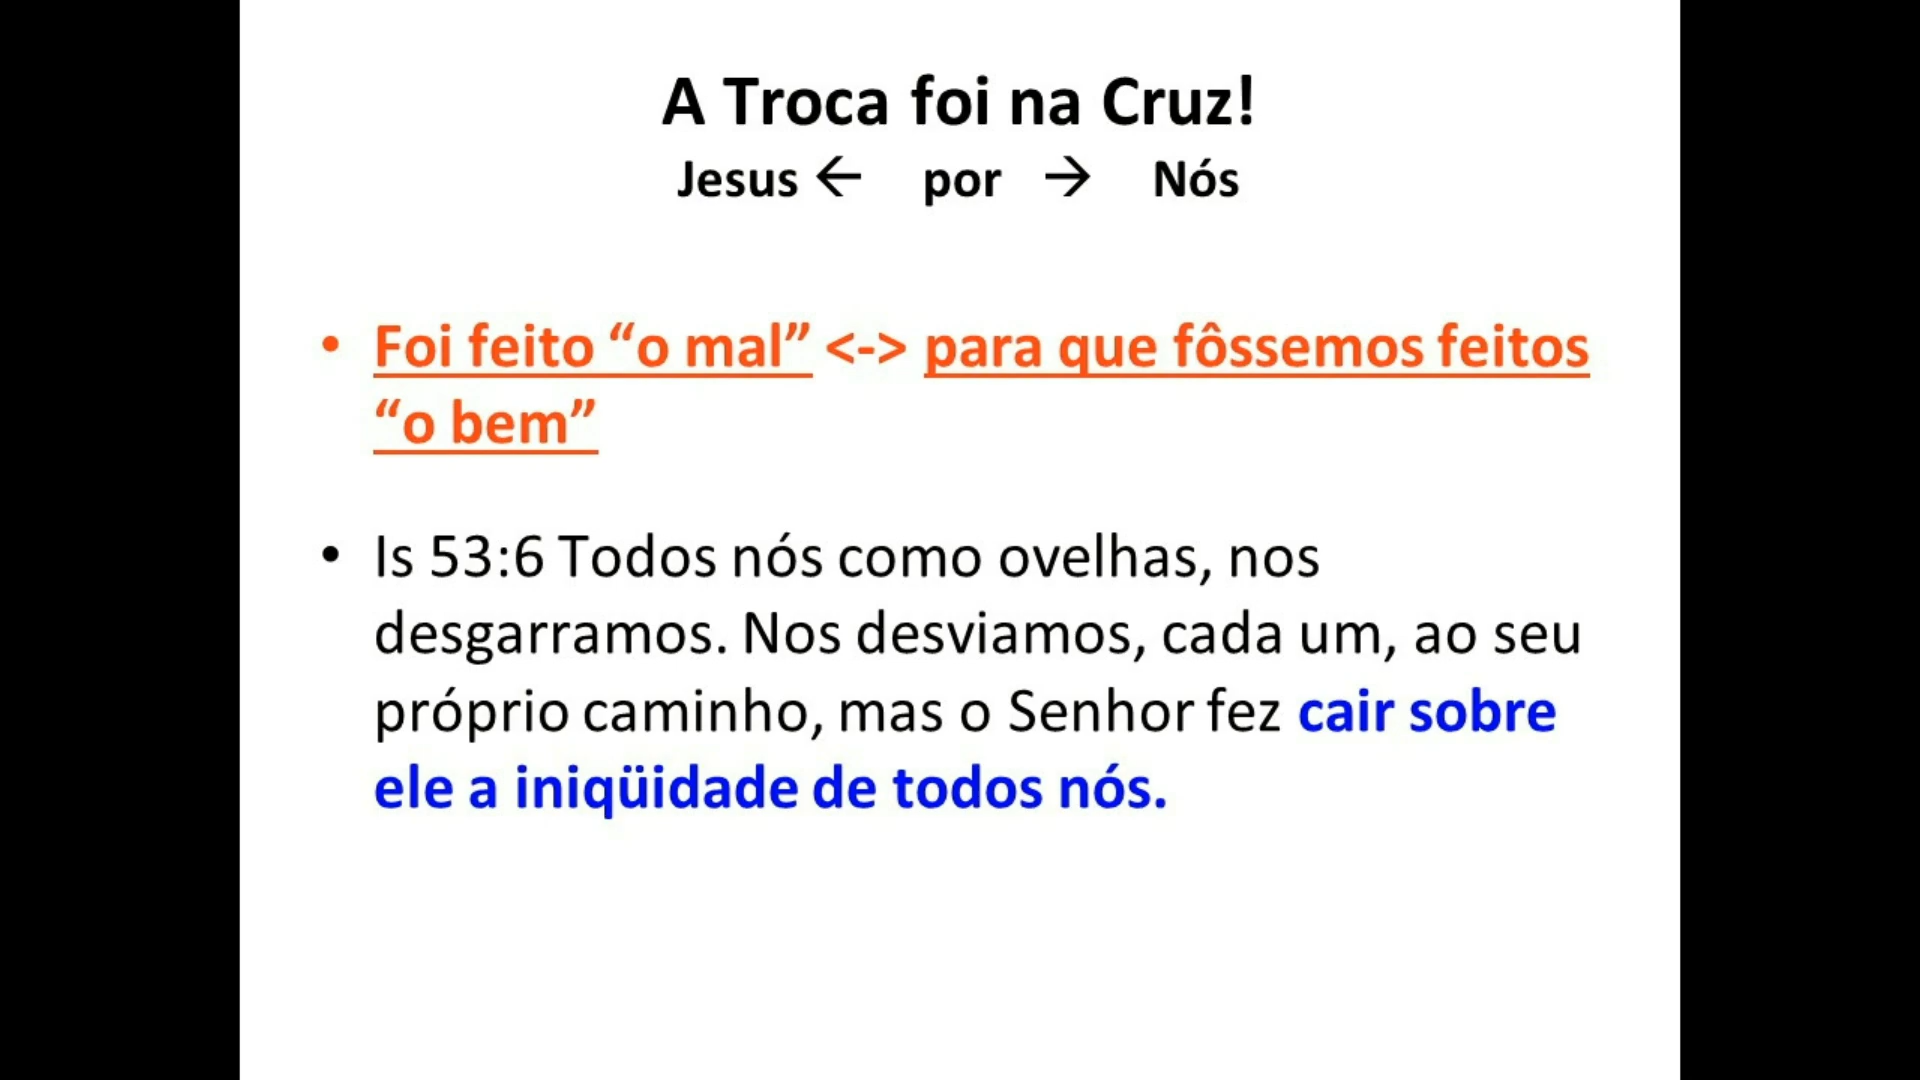 A Troca foi na Cruz!
Jesus ← por → Nós
• Foi feito “o mal” <-> para que fôssemos feitos
“o bem”
• Is 53:6 Todos nós como ovelhas, nos
desgarramos. Nos desviamos, cada um, ao seu
próprio caminho, mas o Senhor fez cair sobre
ele a iniqüidade de todos nós.